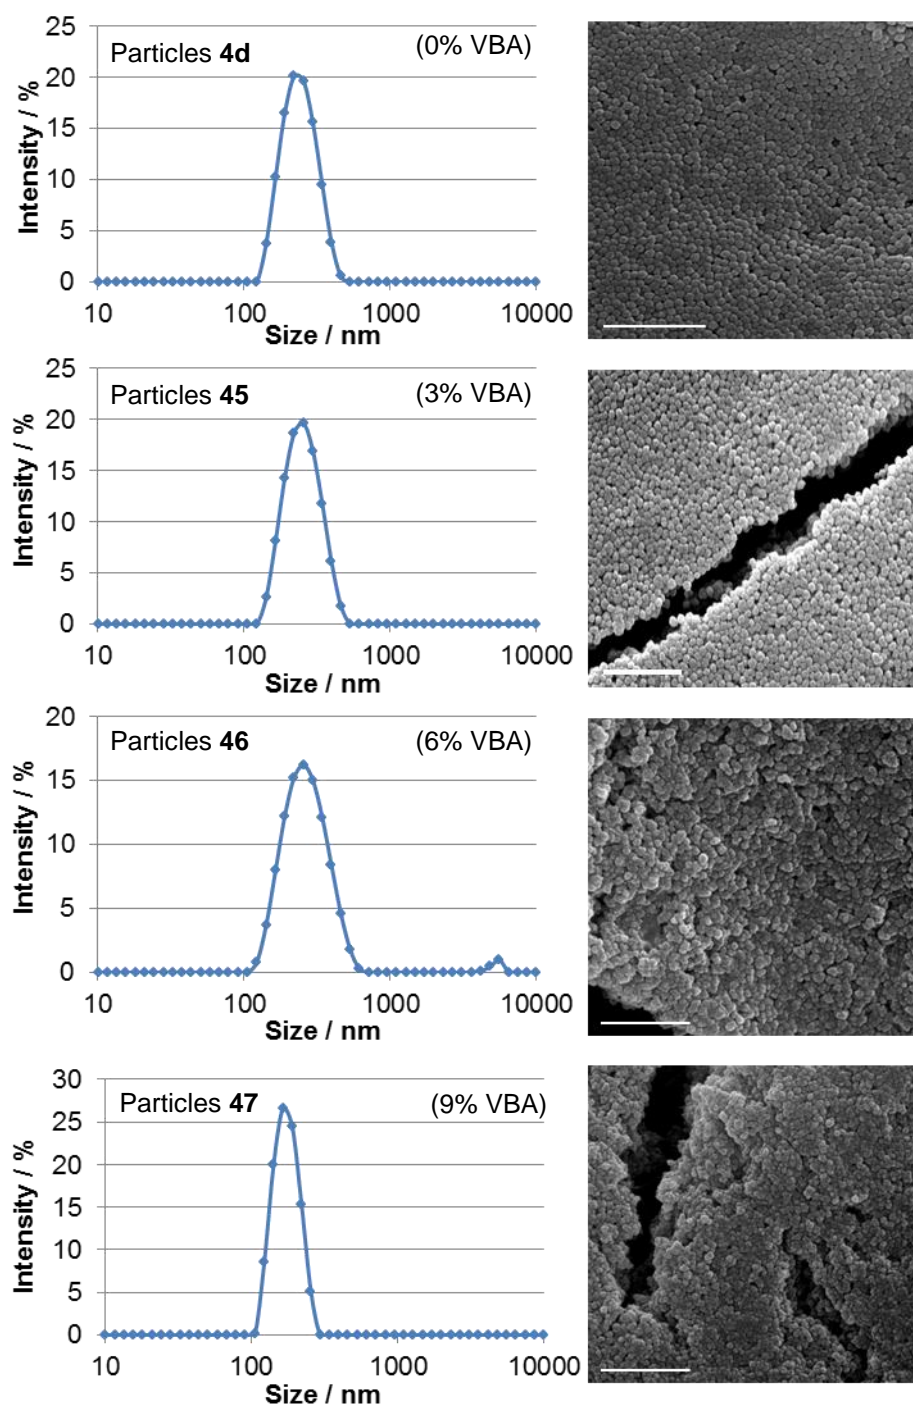 Particles 4d (0% VBA)
Intensity / %
25
20
15
10
5
0
10 100 1000 10000
Size / nm
Particles 45 (3% VBA)
Intensity / %
25
20
15
10
5
0
10 100 1000 10000
Size / nm
Particles 46 (6% VBA)
Intensity / %
20
15
10
5
0
10 100 1000 10000
Size / nm
Particles 47 (9% VBA)
Intensity / %
30
25
20
15
10
5
0
10 100 1000 10000
Size / nm